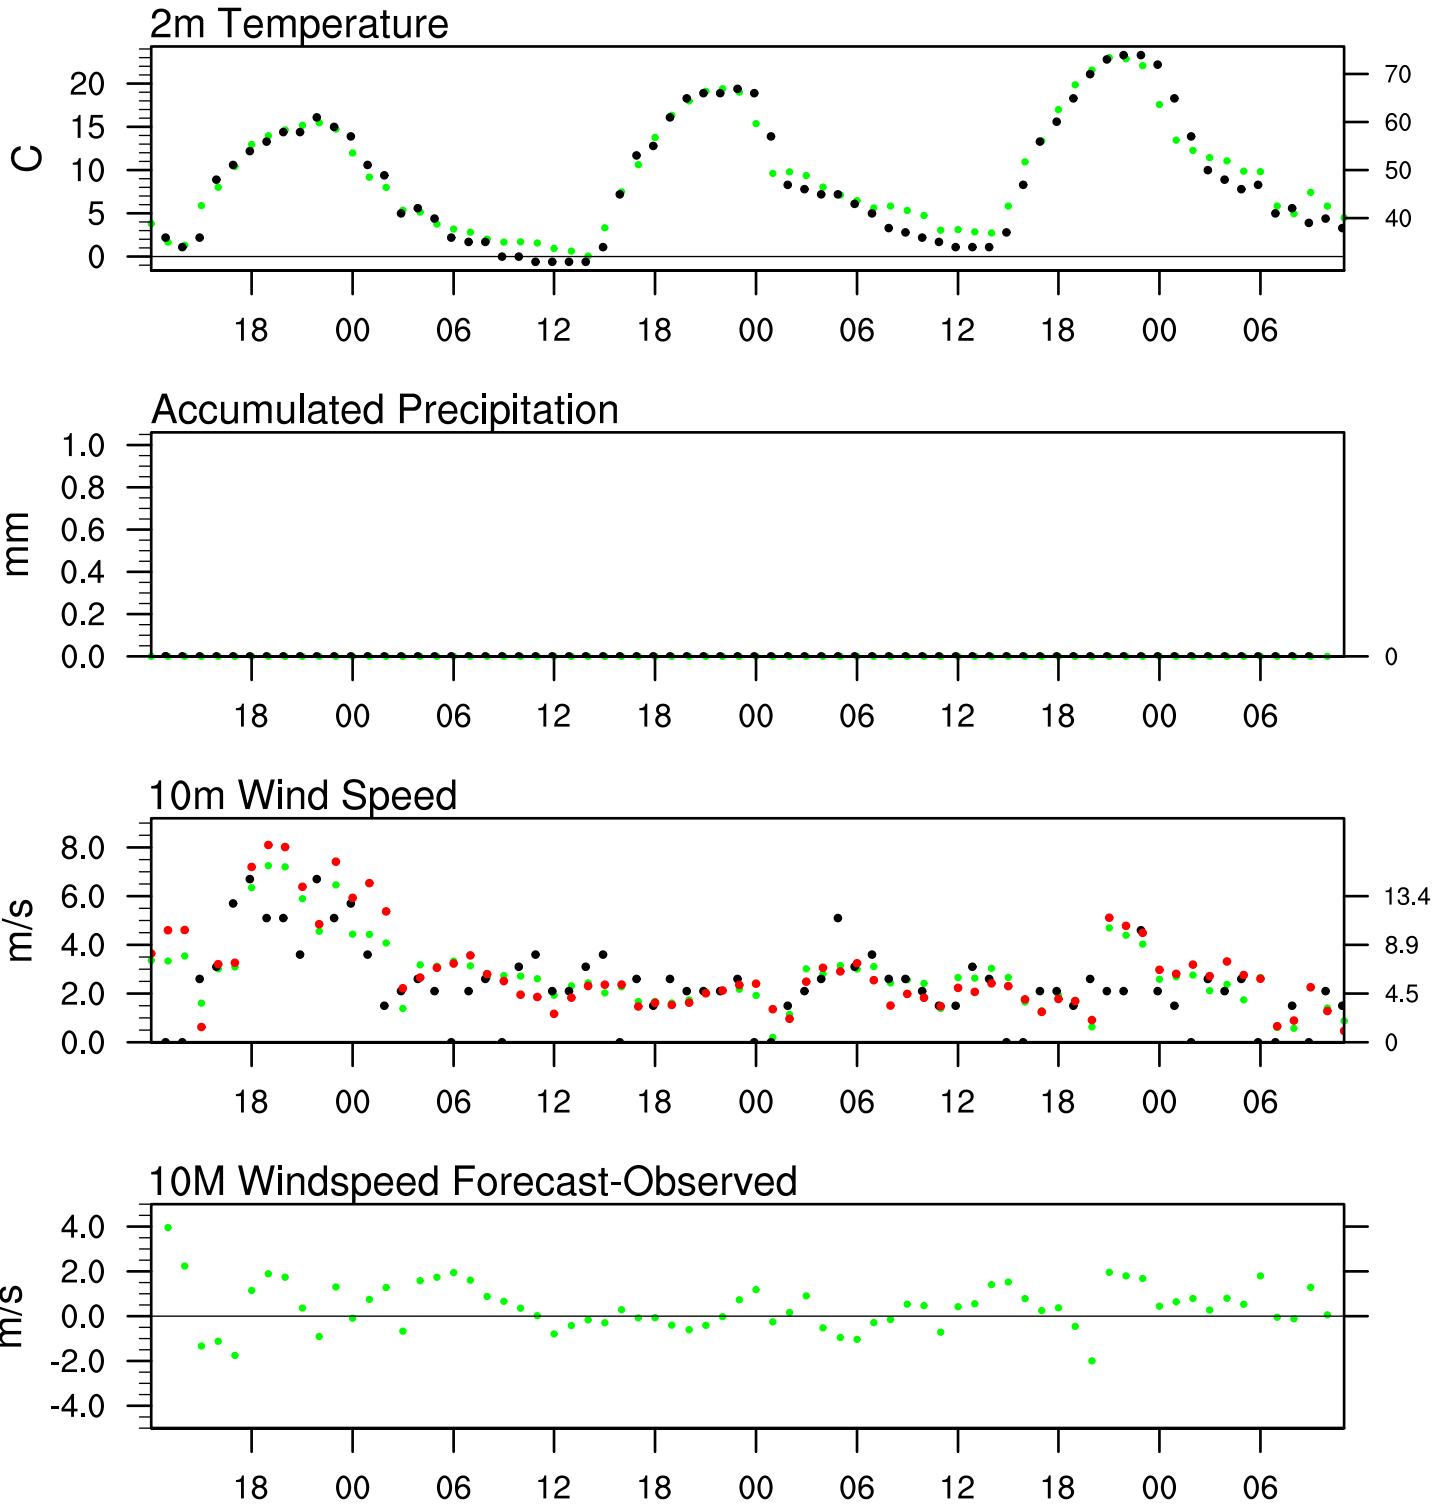 2m Temperature
20
15
10
5
0
C
70
60
50
40
18 00 06 12 18 00 06 12 18 00 06
Accumulated Precipitation
1.0
0.8
0.6
0.4
0.2
0.0
mm
0
18 00 06 12 18 00 06 12 18 00 06
10m Wind Speed
8.0
6.0
4.0
2.0
0.0
m/s
13.4
8.9
4.5
0
18 00 06 12 18 00 06 12 18 00 06
10M Windspeed Forecast-Observed
4.0
2.0
0.0
-2.0
-4.0
m/s
18 00 06 12 18 00 06 12 18 00 06